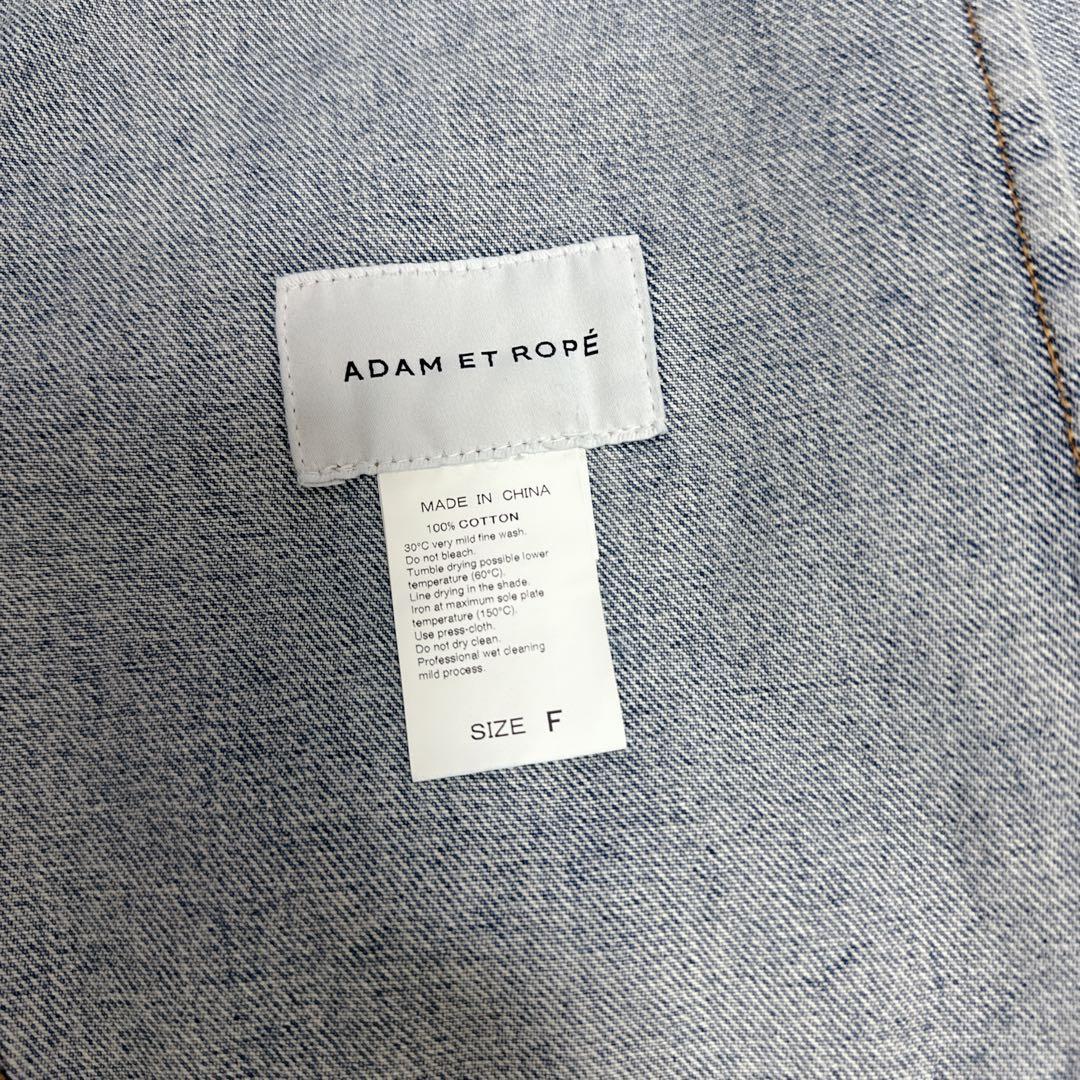 ADAM ET ROPÉ
MADE IN CHINA
100% COTTON
30°C very mild fine wash.
Do not bleach.
Tumble drying possible lower
temperature (60°C).
Line drying in the shade.
Iron at maximum sole plate
temperature (150°C).
Use press-cloth.
Do not dry clean.
Professional wet cleaning
mild process.
SIZE F